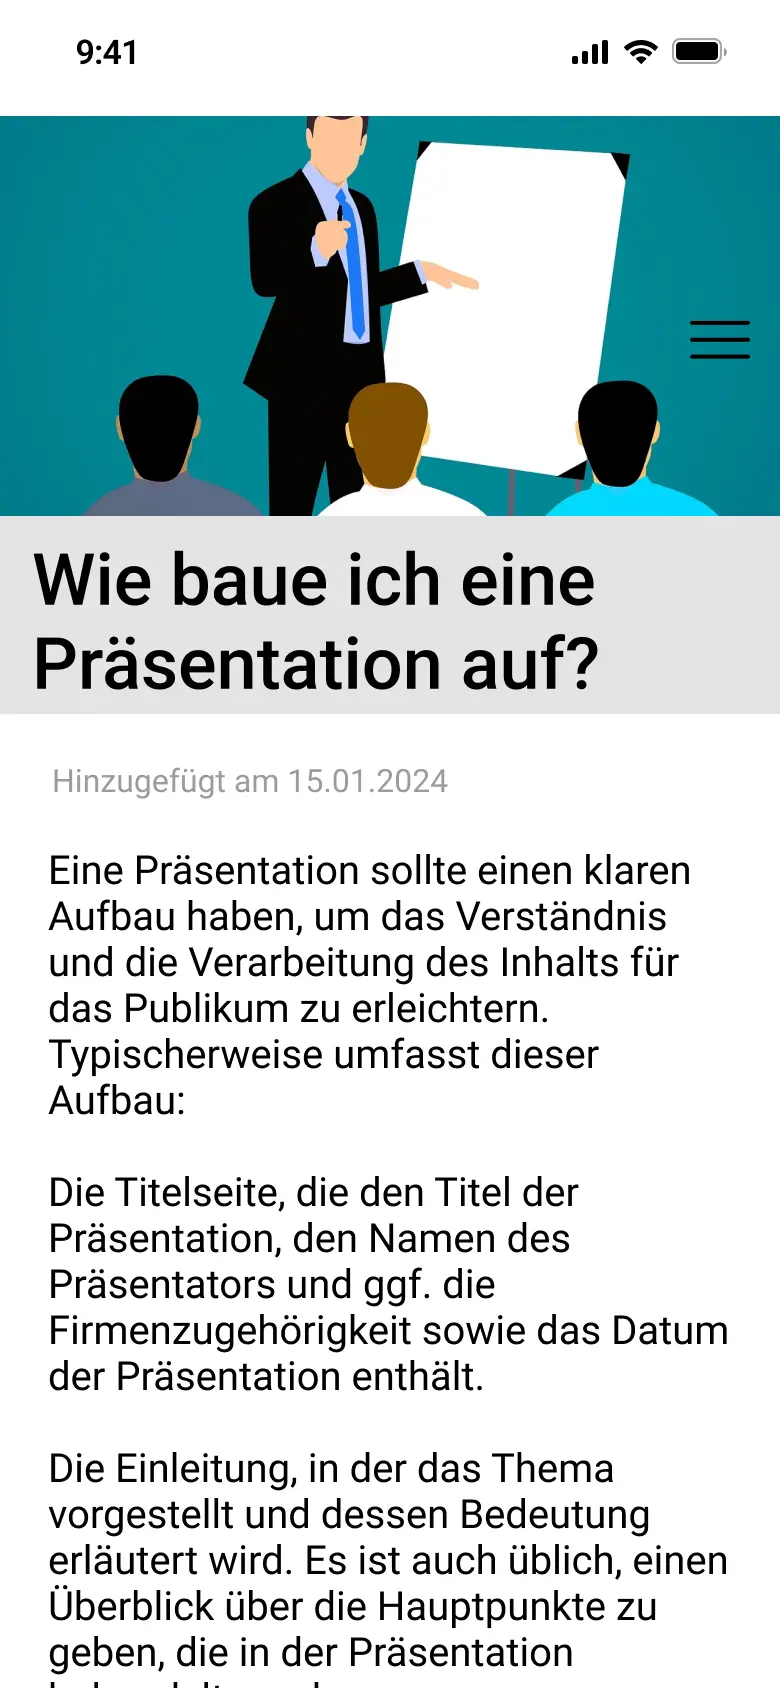 9:41
Wie baue ich eine
Präsentation auf?
Hinzugefügt am 15.01.2024
Eine Präsentation sollte einen klaren
Aufbau haben, um das Verständnis
und die Verarbeitung des Inhalts für
das Publikum zu erleichtern.
Typischerweise umfasst dieser
Aufbau:
Die Titelseite, die den Titel der
Präsentation, den Namen des
Präsentators und ggf. die
Firmenzugehörigkeit sowie das Datum
der Präsentation enthält.
Die Einleitung, in der das Thema
vorgestellt und dessen Bedeutung
erläutert wird. Es ist auch üblich, einen
Überblick über die Hauptpunkte zu
geben, die in der Präsentation